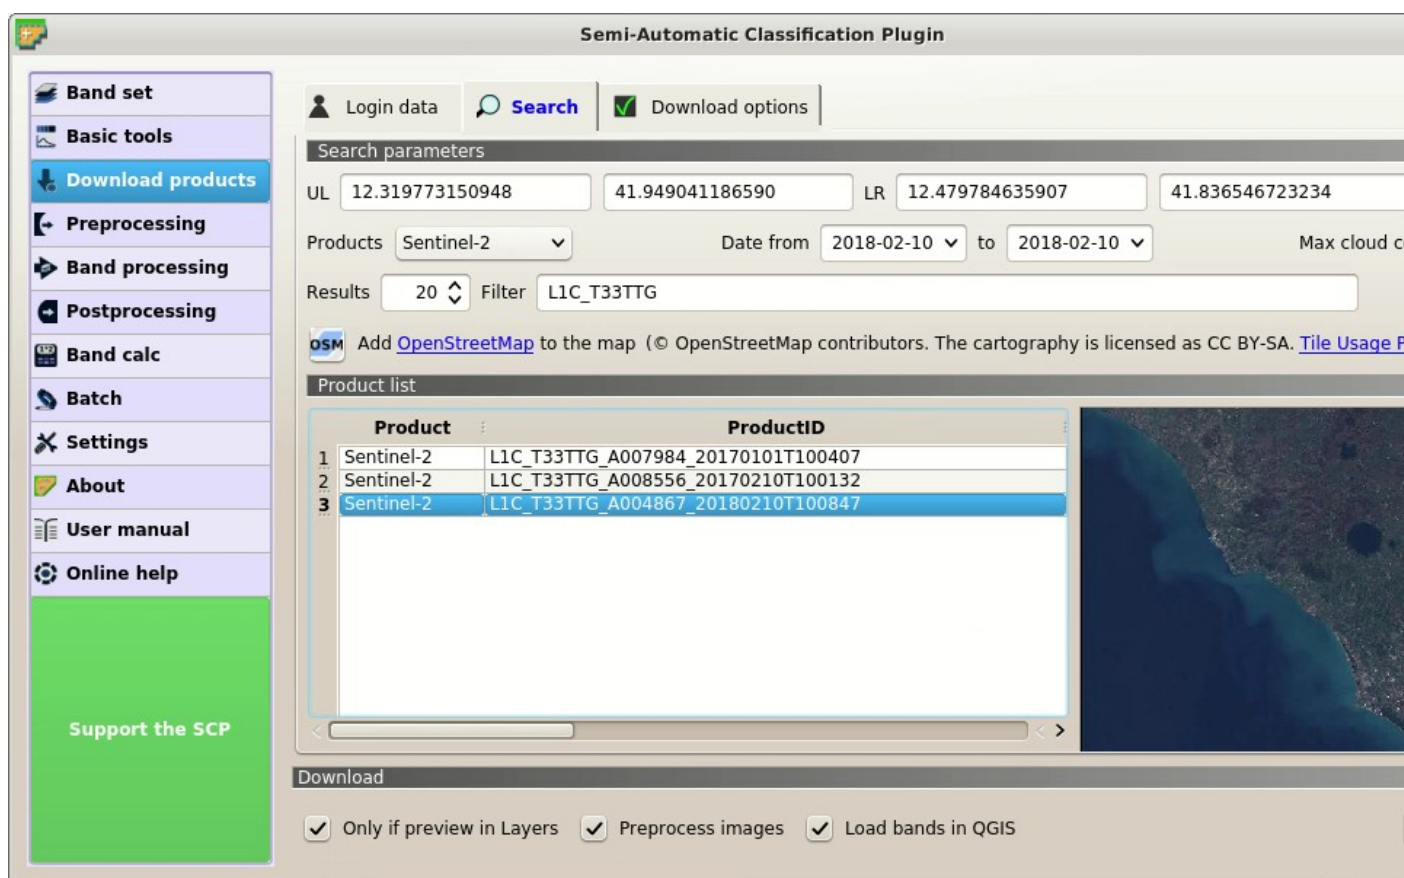 Semi-Automatic Classification Plugin
Band set
Basic tools
Download products
Preprocessing
Band processing
Postprocessing
Band calc
Batch
Settings
About
User manual
Online help
Support the SCP
Login data Search Download options
Search parameters
UL 12.319773150948 41.949041186590 LR 12.479784635907 41.836546723234
Products Sentinel-2 Date from 2018-02-10 to 2018-02-10 Max cloud c
Results 20 Filter L1C_T33TTG
OSM Add OpenStreetMap to the map (© OpenStreetMap contributors. The cartography is licensed as CC BY-SA. Tile Usage P
Product list
Product ProductID
1 Sentinel-2 L1C_T33TTG_A007984_20170101T100407
2 Sentinel-2 L1C_T33TTG_A008556_20170210T100132
3 Sentinel-2 L1C_T33TTG_A004867_20180210T100847
Download
Only if preview in Layers Preprocess images Load bands in QGIS